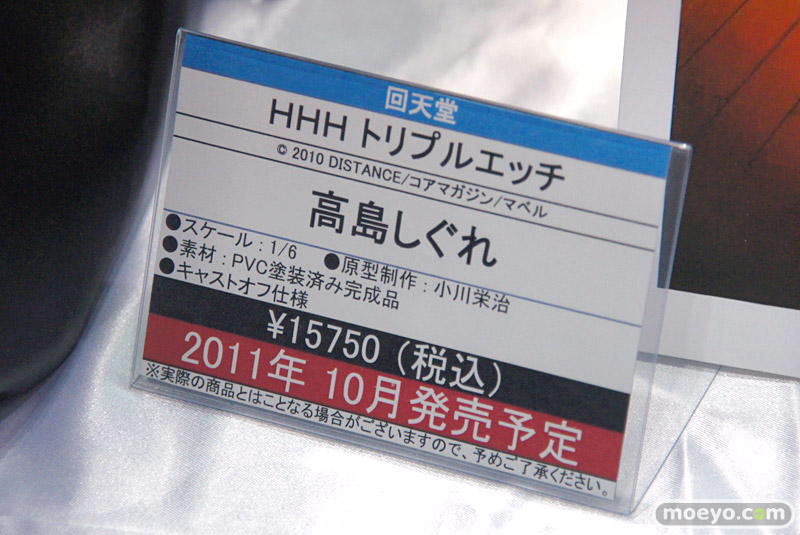 回天堂
HHH トリプルエッチ
© 2010 DISTANCE/コアマガジン/マベル
高島しぐれ
●スケール：1/6 ●原型制作：小川栄治
●素材：PVC塗装済み完成品
●キャストオフ仕様
¥15750（税込）
2011年 10月発売予定
※実際の商品とはことなる場合がございますので、予めご了承ください。
moeyo.com